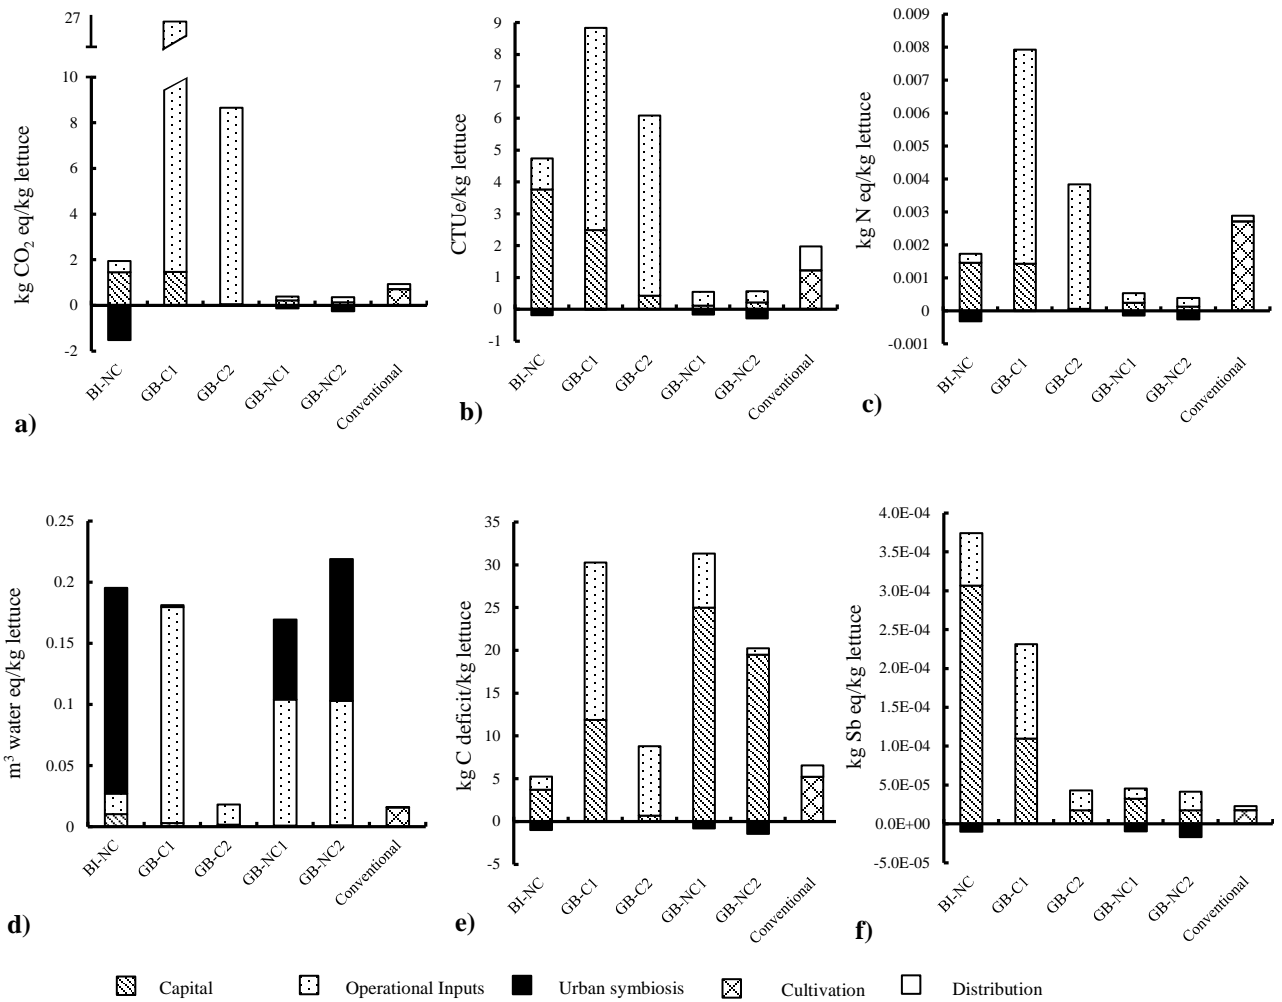 27
10
8
6
4
2
0
-2
kg CO2 eq/kg lettuce
BI-NC
GB-C1
GB-C2
GB-NC1
GB-NC2
Conventional
a)
9
8
7
6
5
4
3
2
1
0
-1
CTUe/kg lettuce
BI-NC
GB-C1
GB-C2
GB-NC1
GB-NC2
Conventional
b)
0.009
0.008
0.007
0.006
0.005
0.004
0.003
0.002
0.001
0
-0.001
kg N eq/kg lettuce
BI-NC
GB-C1
GB-C2
GB-NC1
GB-NC2
Conventional
c)
0.25
0.2
0.15
0.1
0.05
0
m³ water eq/kg lettuce
BI-NC
GB-C1
GB-C2
GB-NC1
GB-NC2
Conventional
d)
35
30
25
20
15
10
5
0
-5
kg C deficit/kg lettuce
BI-NC
GB-C1
GB-C2
GB-NC1
GB-NC2
Conventional
e)
4.0E-04
3.5E-04
3.0E-04
2.5E-04
2.0E-04
1.5E-04
1.0E-04
5.0E-05
0.0E+00
-5.0E-05
kg Sb eq/kg lettuce
BI-NC
GB-C1
GB-C2
GB-NC1
GB-NC2
Conventional
f)
Capital Operational Inputs Urban symbiosis Cultivation Distribution